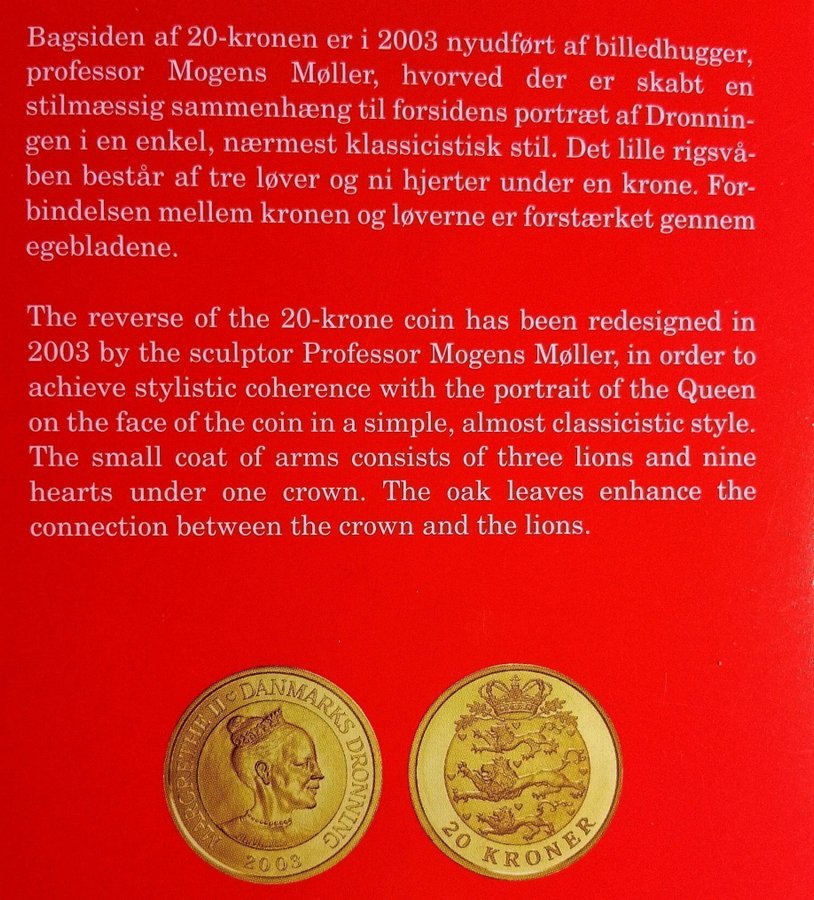 Bagsiden af 20-kronen er i 2003 nyudført af billedhugger,
professor Mogens Møller, hvorved der er skabt en
stilmæssig sammenhæng til forsidens portræt af Dronnin-
gen i en enkel, nærmest klassicistisk stil. Det lille rigsvå-
ben består af tre løver og ni hjerter under en krone. For-
bindelsen mellem kronen og løverne er forstærket gennem
egebladene.
The reverse of the 20-krone coin has been redesigned in
2003 by the sculptor Professor Mogens Møller, in order to
achieve stylistic coherence with the portrait of the Queen
on the face of the coin in a simple, almost classicistic style.
The small coat of arms consists of three lions and nine
hearts under one crown. The oak leaves enhance the
connection between the crown and the lions.
MARGRETHE II DANMARKS DRONNING
2003
20 KRONER